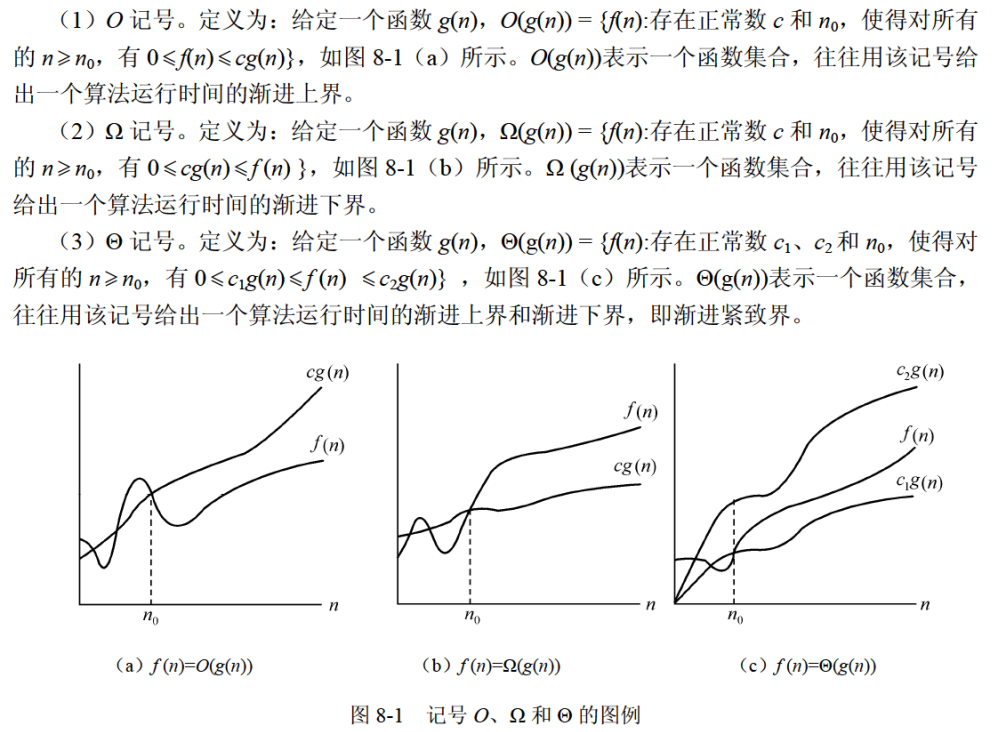 （1）O 记号。定义为：给定一个函数 g(n)，O(g(n)) = {f(n):存在正常数 c 和 n₀，使得对所有
的 n≥n₀，有 0≤f(n)≤cg(n)}，如图 8-1（a）所示。O(g(n))表示一个函数集合，往往用该记号给
出一个算法运行时间的渐进上界。
（2）Ω 记号。定义为：给定一个函数 g(n)，Ω(g(n)) = {f(n):存在正常数 c 和 n₀，使得对所有
的 n≥n₀，有 0≤cg(n)≤f (n) }，如图 8-1（b）所示。Ω (g(n))表示一个函数集合，往往用该记号
给出一个算法运行时间的渐进下界。
（3）Θ 记号。定义为：给定一个函数 g(n)，Θ(g(n)) = {f(n):存在正常数 c₁、c₂ 和 n₀，使得对
所有的 n≥n₀，有 0≤c₁g(n)≤f (n) ≤c₂g(n)} ，如图 8-1（c）所示。Θ(g(n))表示一个函数集合，
往往用该记号给出一个算法运行时间的渐进上界和渐进下界，即渐进紧致界。
cg(n)
f(n)
n
n₀
（a）f (n)=O(g(n))
f(n)
cg(n)
n
n₀
（b）f (n)=Ω(g(n))
c₂g(n)
f(n)
c₁g(n)
n
n₀
（c）f (n)=Θ(g(n))
图 8-1 记号 O、Ω 和 Θ 的图例